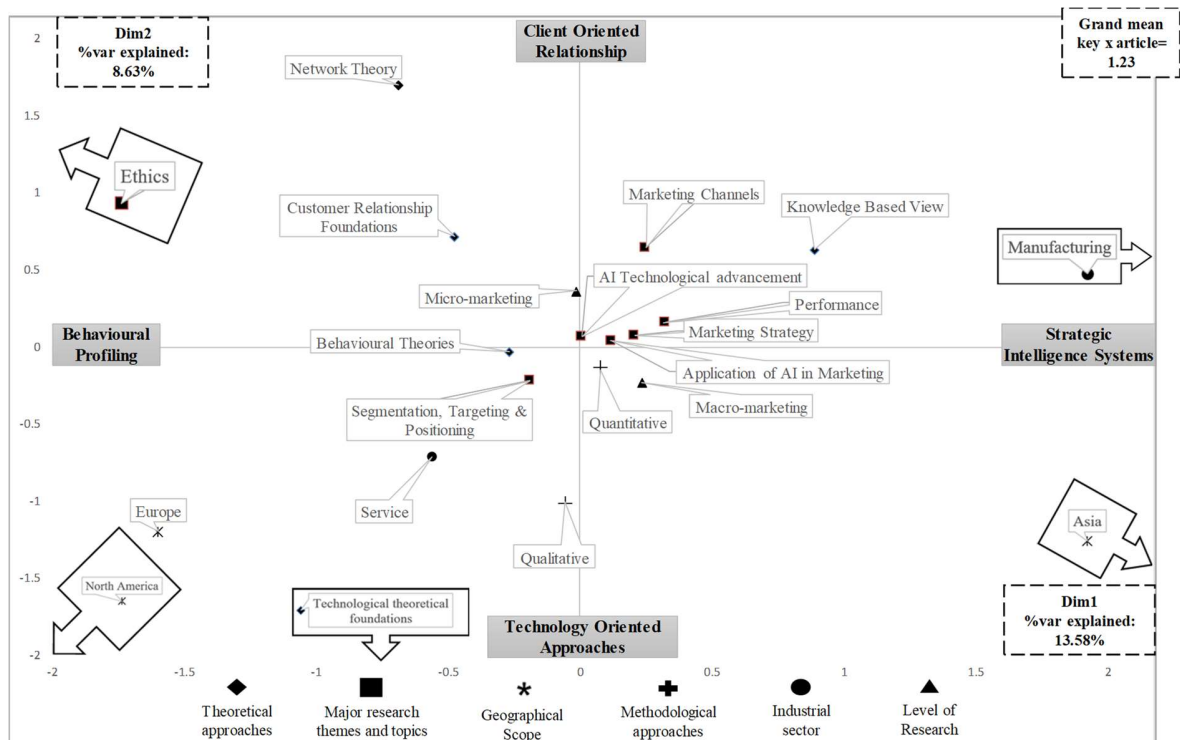 Dim2
%var explained:
8.63%
Client Oriented
Relationship
Grand mean
key x article=
1.23
2
1.5
1
0.5
0
-0.5
-1
-1.5
-2
Network Theory
Ethics
Customer Relationship
Foundations
Marketing Channels
Knowledge Based View
Manufacturing
AI Technological advancement
Micro-marketing
Performance
Behavioural
Profiling
Behavioural Theories
Marketing Strategy
Strategic
Intelligence Systems
Application of AI in Marketing
Segmentation, Targeting &
Positioning
Quantitative
Macro-marketing
Service
Europe
Qualitative
Asia
North America
Technological theoretical
foundations
Technology Oriented
Approaches
Dim1
%var explained:
13.58%
-2
-1.5
-1
-0.5
0
0.5
1
1.5
2
Theoretical
approaches
Major research
themes and topics
Geographical
Scope
Methodological
approaches
Industrial
sector
Level of
Research